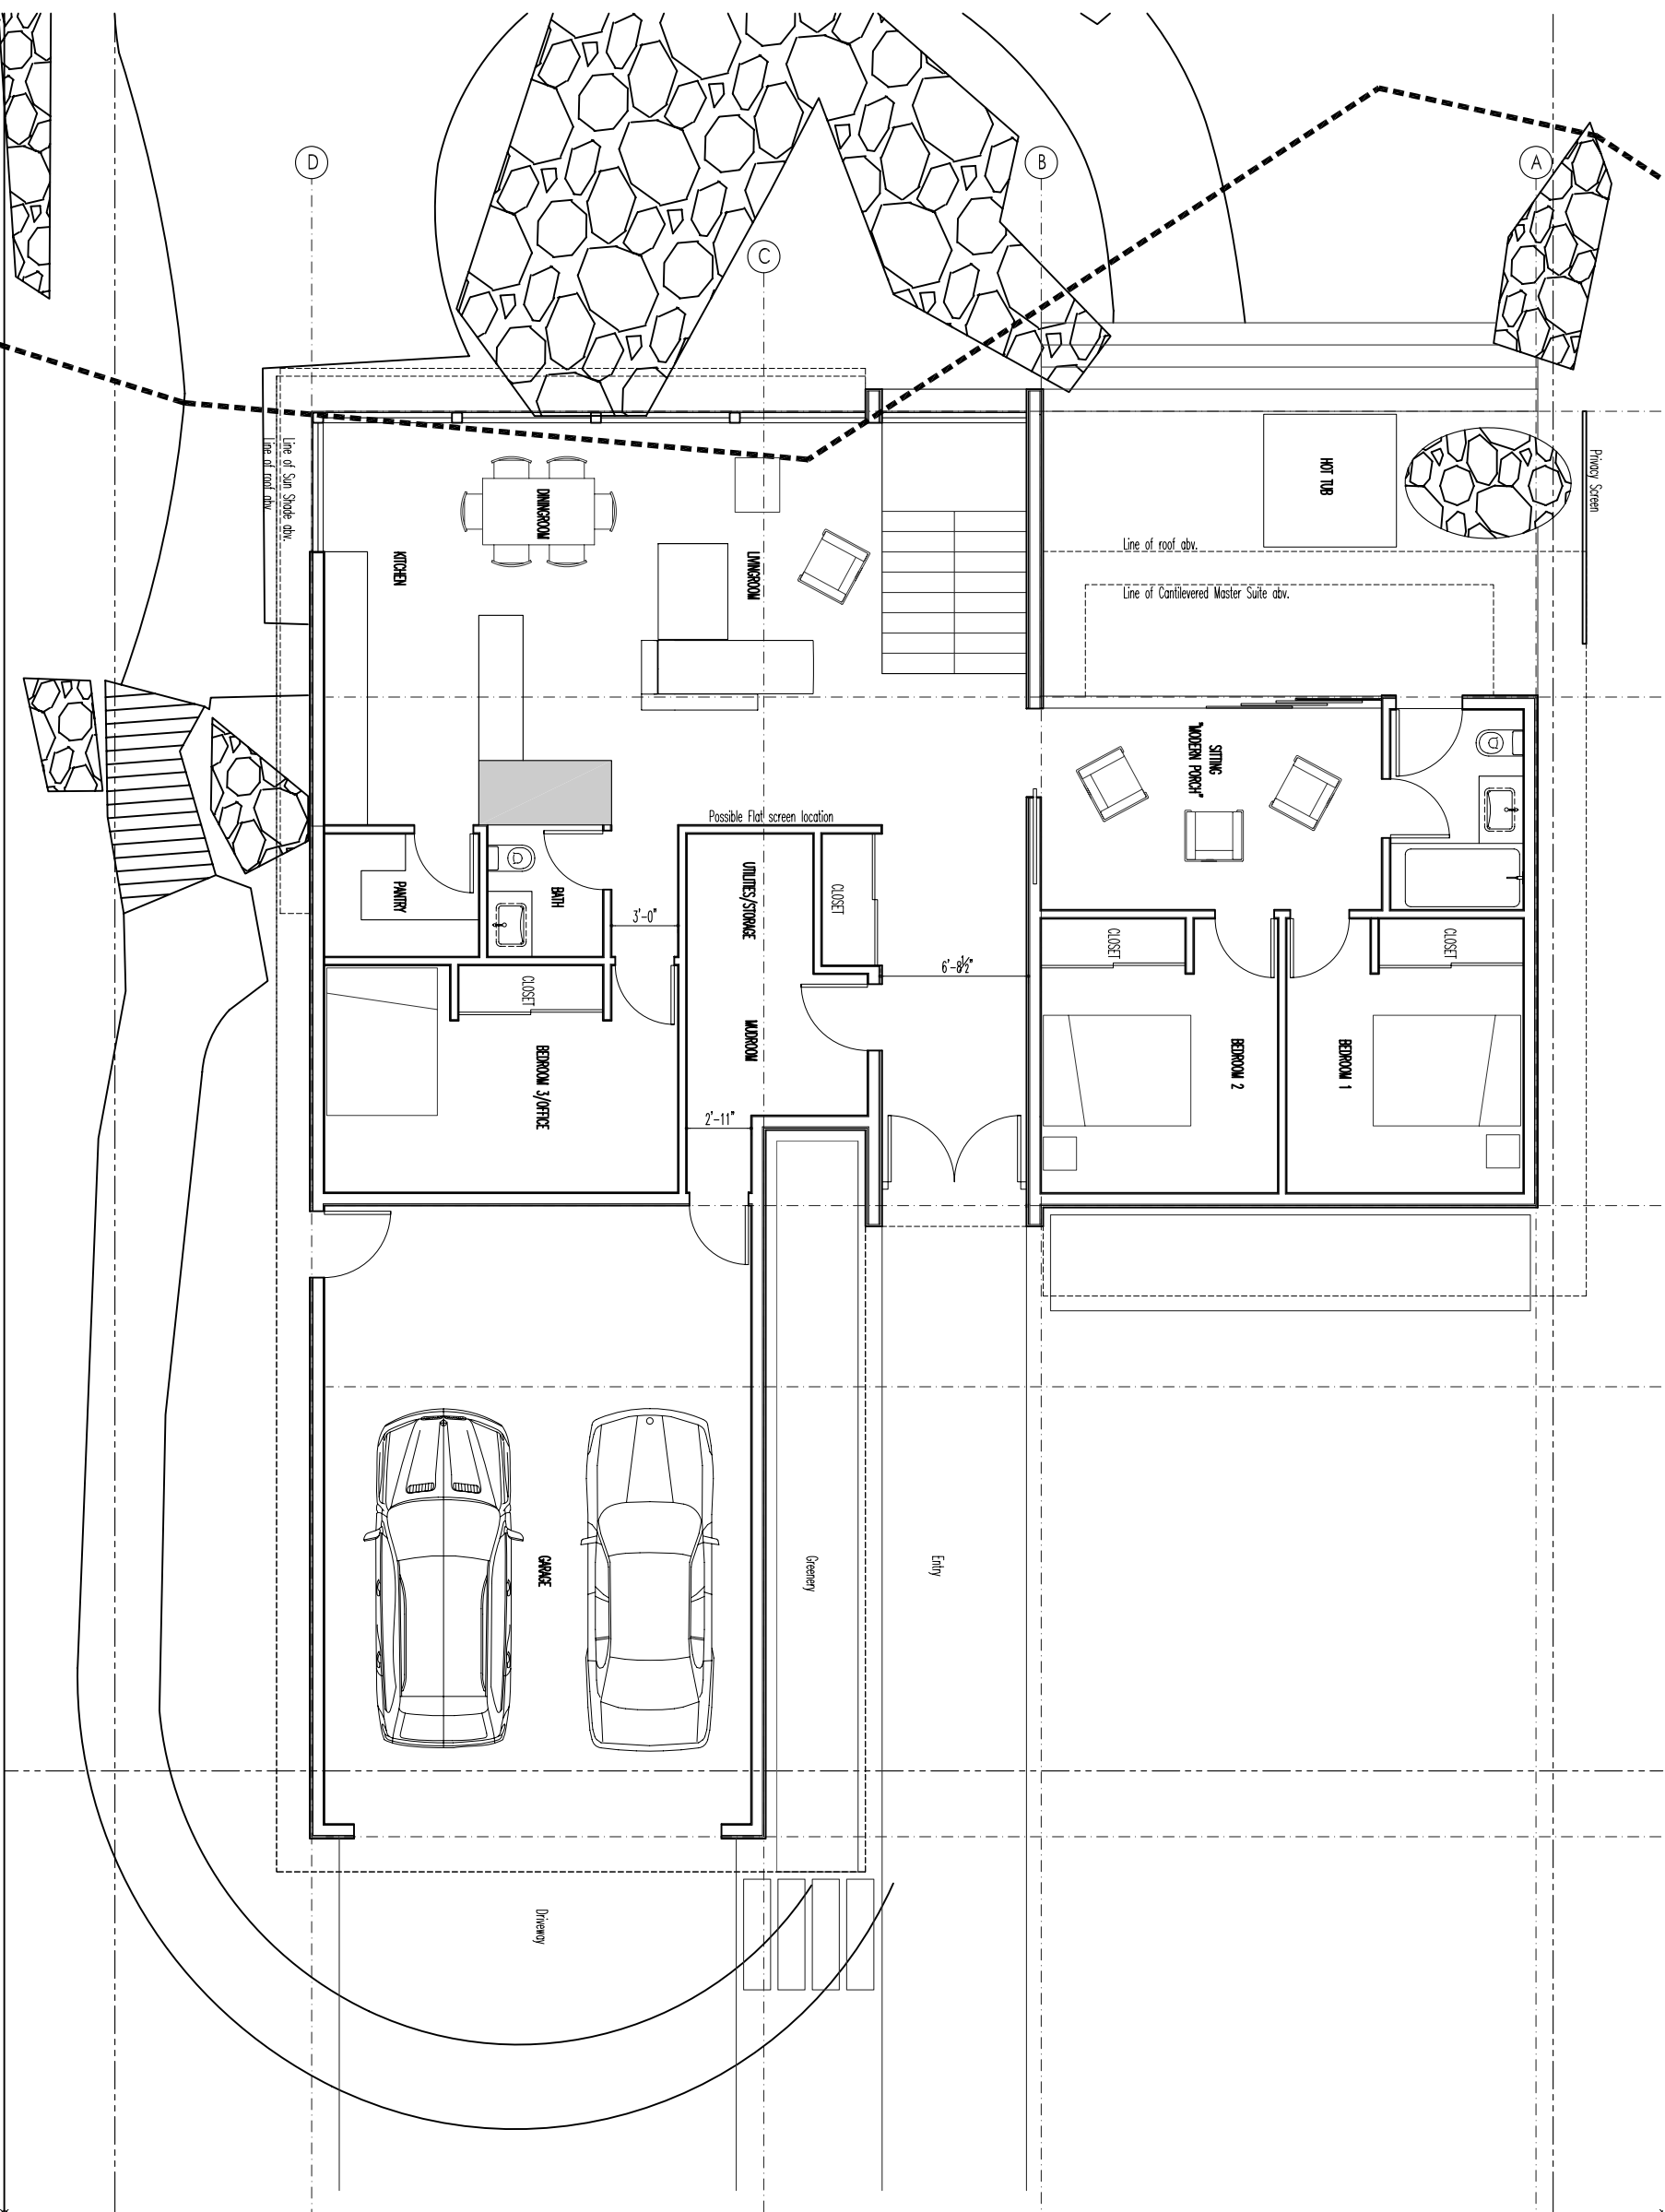 D
B
A
C
Line of Sun Shade abv.
Line of roof abv
Privacy Screen
HOT TUB
DININGROOM
KITCHEN
LIVINGROOM
Line of roof abv.
Line of Cantilevered Master Suite abv.
SITING
"MODERN PORCH"
Possible Flat screen location
PANTRY
BATH
3'-0"
UTILITIES/STORAGE
CLOSET
6'-8½"
CLOSET
CLOSET
CLOSET
MUDROOM
BEDROOM 3/OFFICE
BEDROOM 2
BEDROOM 1
2'-11"
GARAGE
Greenery
Entry
Driveway